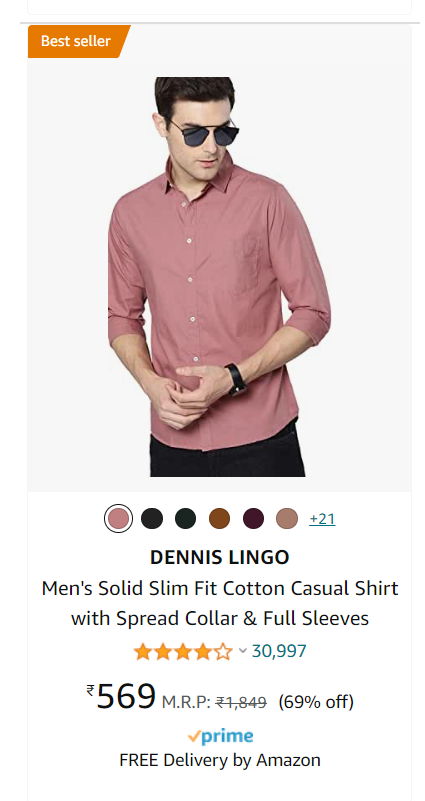 Best seller
+21
DENNIS LINGO
Men's Solid Slim Fit Cotton Casual Shirt
with Spread Collar & Full Sleeves
30,997
₹569 M.R.P: ₹1,849 (69% off)
prime
FREE Delivery by Amazon